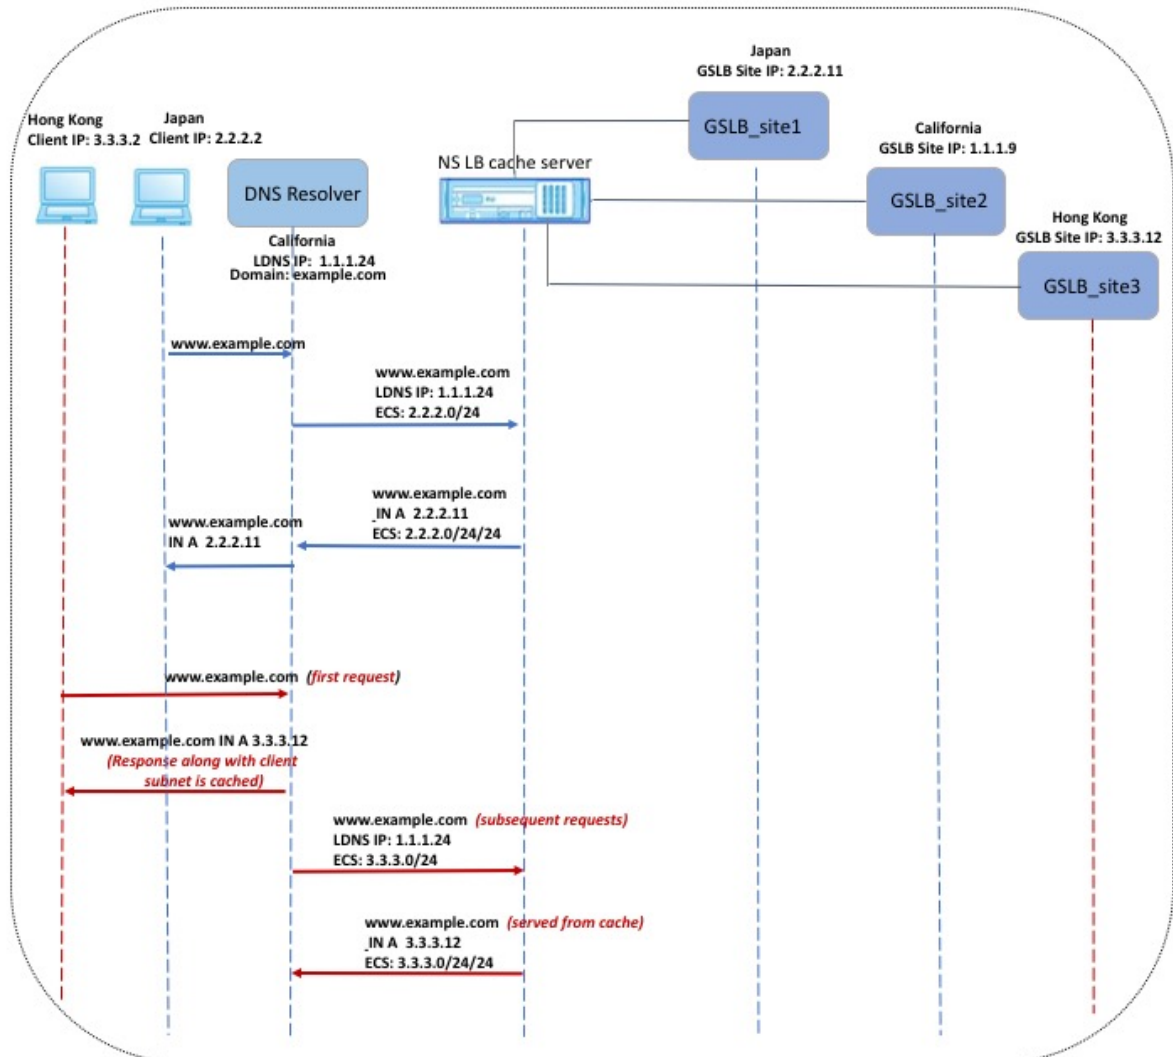 Japan
GSLB Site IP: 2.2.2.11
GSLB_site1
Hong Kong
Client IP: 3.3.3.2
Japan
Client IP: 2.2.2.2
California
GSLB Site IP: 1.1.1.9
NS LB cache server
DNS Resolver
GSLB_site2
Hong Kong
GSLB Site IP: 3.3.3.12
GSLB_site3
California
LDNS IP: 1.1.1.24
Domain: example.com
www.example.com
www.example.com
LDNS IP: 1.1.1.24
ECS: 2.2.2.0/24
www.example.com
_IN A 2.2.2.11
ECS: 2.2.2.0/24/24
www.example.com
IN A 2.2.2.11
www.example.com (first request)
www.example.com IN A 3.3.3.12
(Response along with client
subnet is cached)
www.example.com (subsequent requests)
LDNS IP: 1.1.1.24
ECS: 3.3.3.0/24
www.example.com (served from cache)
_IN A 3.3.3.12
ECS: 3.3.3.0/24/24